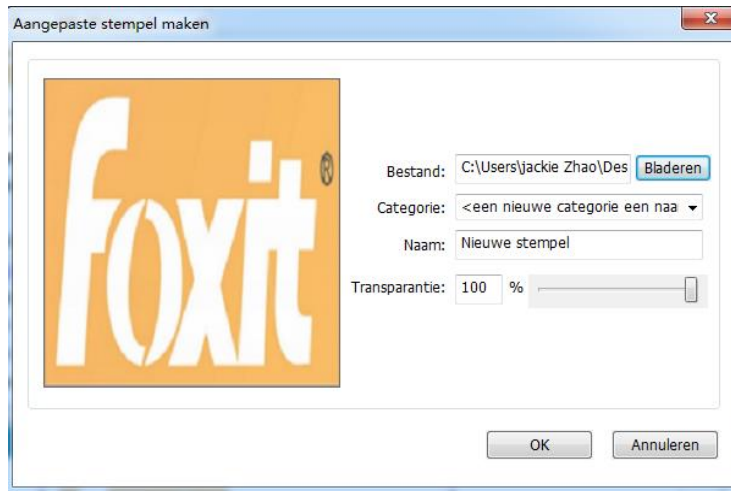 Aangepaste stempel maken
foxit®
Bestand: C:\Users\jackie Zhao\Des Bladeren
Categorie: <een nieuwe categorie een naa
Naam: Nieuwe stempel
Transparantie: 100 %
OK Annuleren